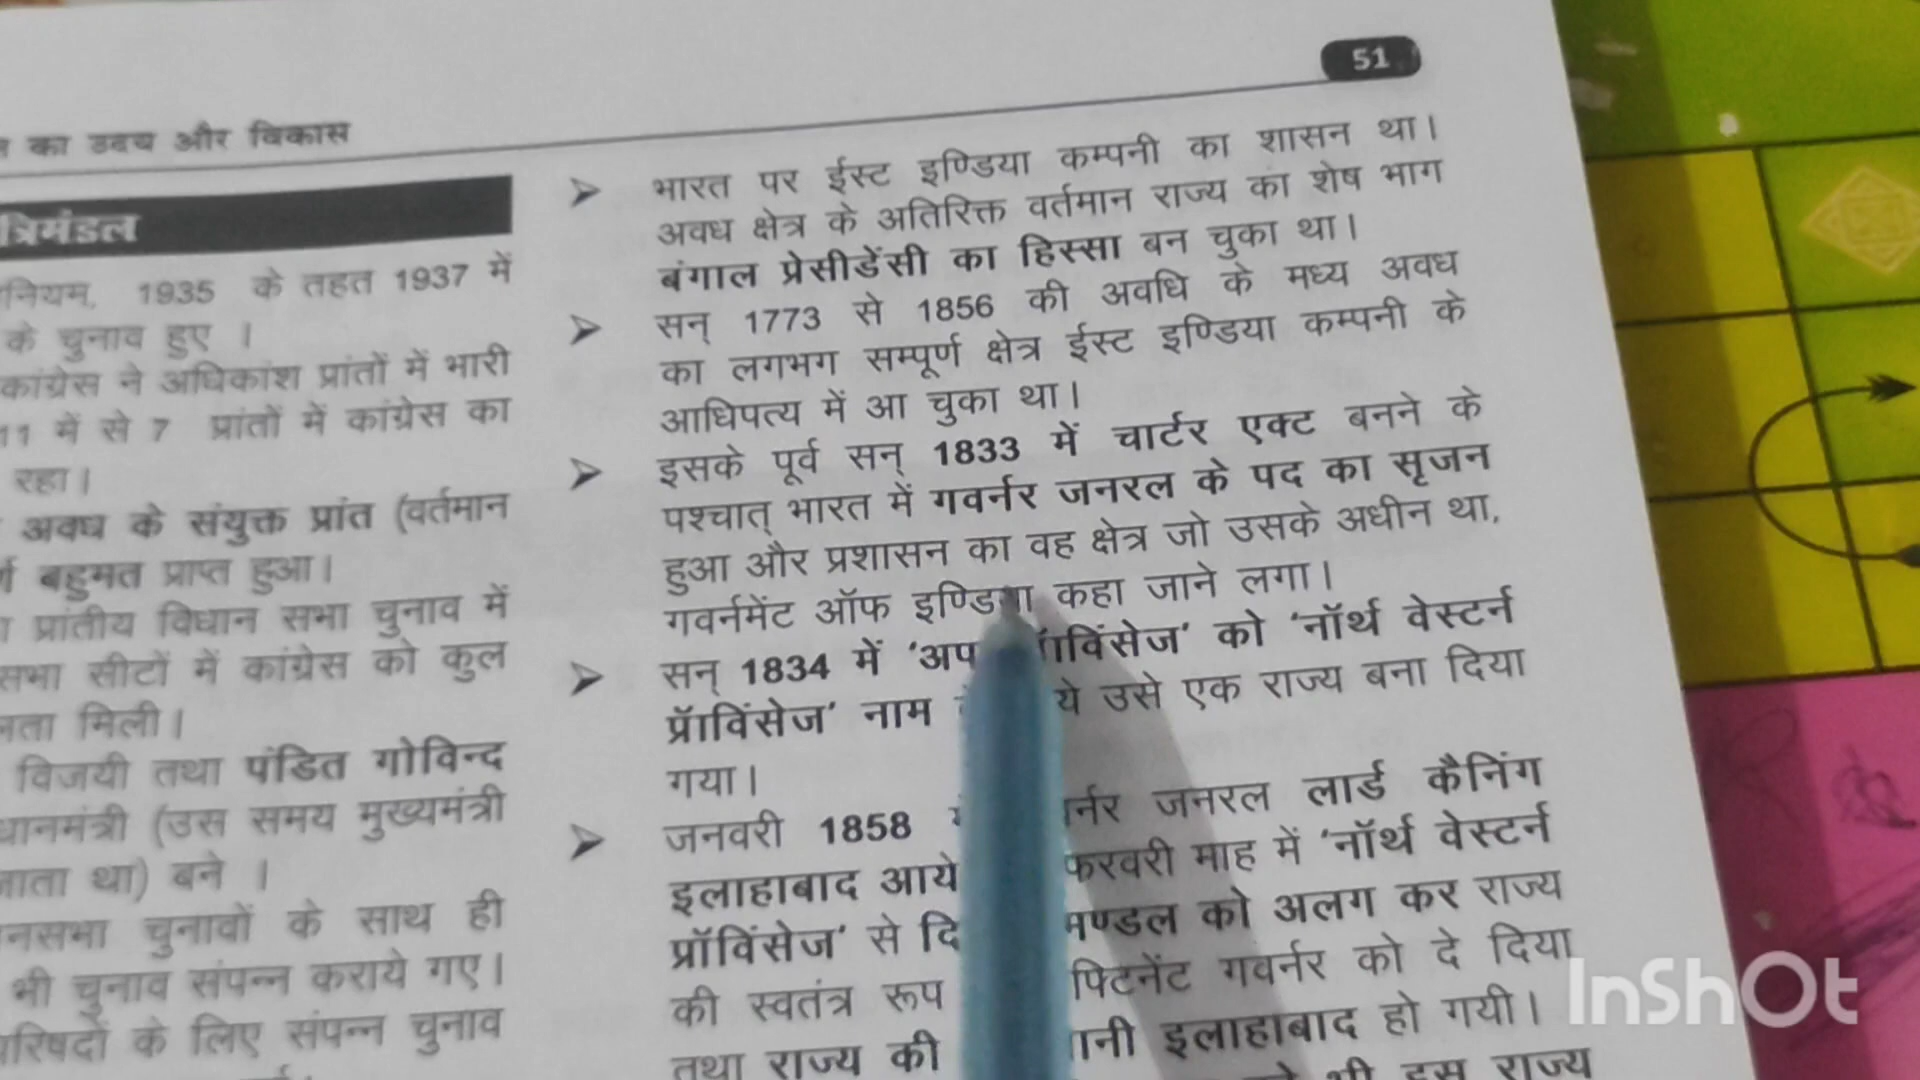 51
का उदय और विकास
त्रिमंडल
नियम, 1935 के तहत 1937 में
के चुनाव हुए ।
कांग्रेस ने अधिकांश प्रांतों में भारी
11 में से 7 प्रांतों में कांग्रेस का
रहा।
अवध के संयुक्त प्रांत (वर्तमान
बहुमत प्राप्त हुआ।
प्रांतीय विधान सभा चुनाव में
सभा सीटों में कांग्रेस को कुल
मिली।
विजयी तथा पंडित गोविन्द
(उस समय मुख्यमंत्री
जाता था) बने ।
चुनावों के साथ ही
भी चुनाव संपन्न कराये गए।
के लिए संपन्न चुनाव
➤ भारत पर ईस्ट इण्डिया कम्पनी का शासन था।
अवध क्षेत्र के अतिरिक्त वर्तमान राज्य का शेष भाग
बंगाल प्रेसीडेंसी का हिस्सा बन चुका था।
➤ सन् 1773 से 1856 की अवधि के मध्य अवध
का लगभग सम्पूर्ण क्षेत्र ईस्ट इण्डिया कम्पनी के
आधिपत्य में आ चुका था।
➤ इसके पूर्व सन् 1833 में चार्टर एक्ट बनने के
पश्चात् भारत में गवर्नर जनरल के पद का सृजन
हुआ और प्रशासन का वह क्षेत्र जो उसके अधीन था,
गवर्नमेंट ऑफ इण्डिया कहा जाने लगा।
➤ सन् 1834 में 'अप प्रॉविंसेज' को 'नॉर्थ वेस्टर्न
प्रॉविंसेज' नाम ये उसे एक राज्य बना दिया
गया।
➤ जनवरी 1858 र्नर जनरल लार्ड कैनिंग
इलाहाबाद आये फरवरी माह में 'नॉर्थ वेस्टर्न
प्रॉविंसेज' से दि मण्डल को अलग कर राज्य
की स्वतंत्र रूप फ्टिनेंट गवर्नर को दे दिया
तथा राज्य की ानी इलाहाबाद हो गयी।
भी इस राज्य
InShOt